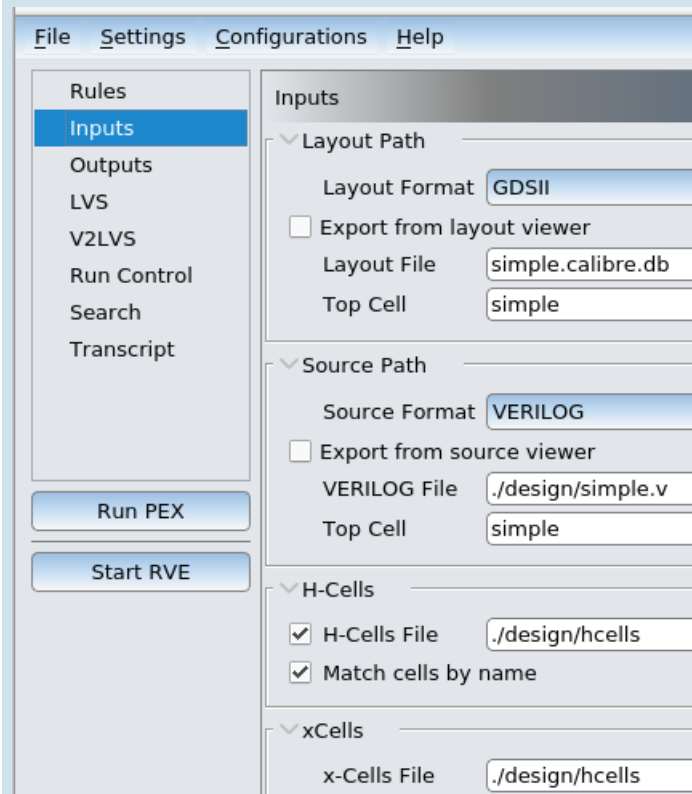 File Settings Configurations Help
Rules
Inputs
Outputs
LVS
V2LVS
Run Control
Search
Transcript
Run PEX
Start RVE
Inputs
Layout Path
Layout Format GDSII
Export from layout viewer
Layout File simple.calibre.db
Top Cell simple
Source Path
Source Format VERILOG
Export from source viewer
VERILOG File ./design/simple.v
Top Cell simple
H-Cells
H-Cells File ./design/hcells
Match cells by name
xCells
x-Cells File ./design/hcells